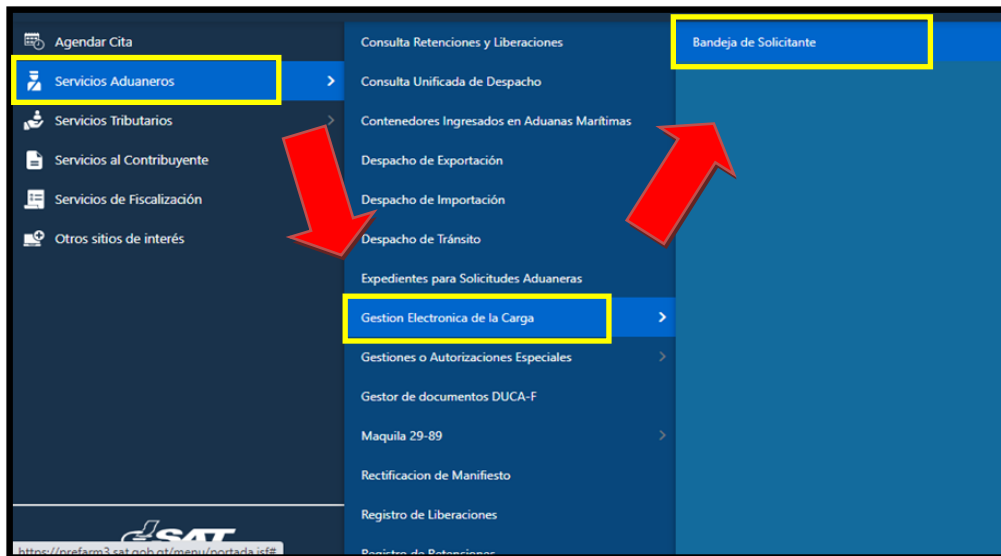 Agendar Cita
Servicios Aduaneros
Servicios Tributarios
Servicios al Contribuyente
Servicios de Fiscalización
Otros sitios de interés
SAT
https://prefarm3.sat.gob.gt/menu/portada.jsf#
Consulta Retenciones y Liberaciones
Consulta Unificada de Despacho
Contenedores Ingresados en Aduanas Marítimas
Despacho de Exportación
Despacho de Importación
Despacho de Tránsito
Expedientes para Solicitudes Aduaneras
Gestion Electronica de la Carga
Gestiones o Autorizaciones Especiales
Gestor de documentos DUCA-F
Maquila 29-89
Rectificacion de Manifiesto
Registro de Liberaciones
Registro de Retenciones
Bandeja de Solicitante